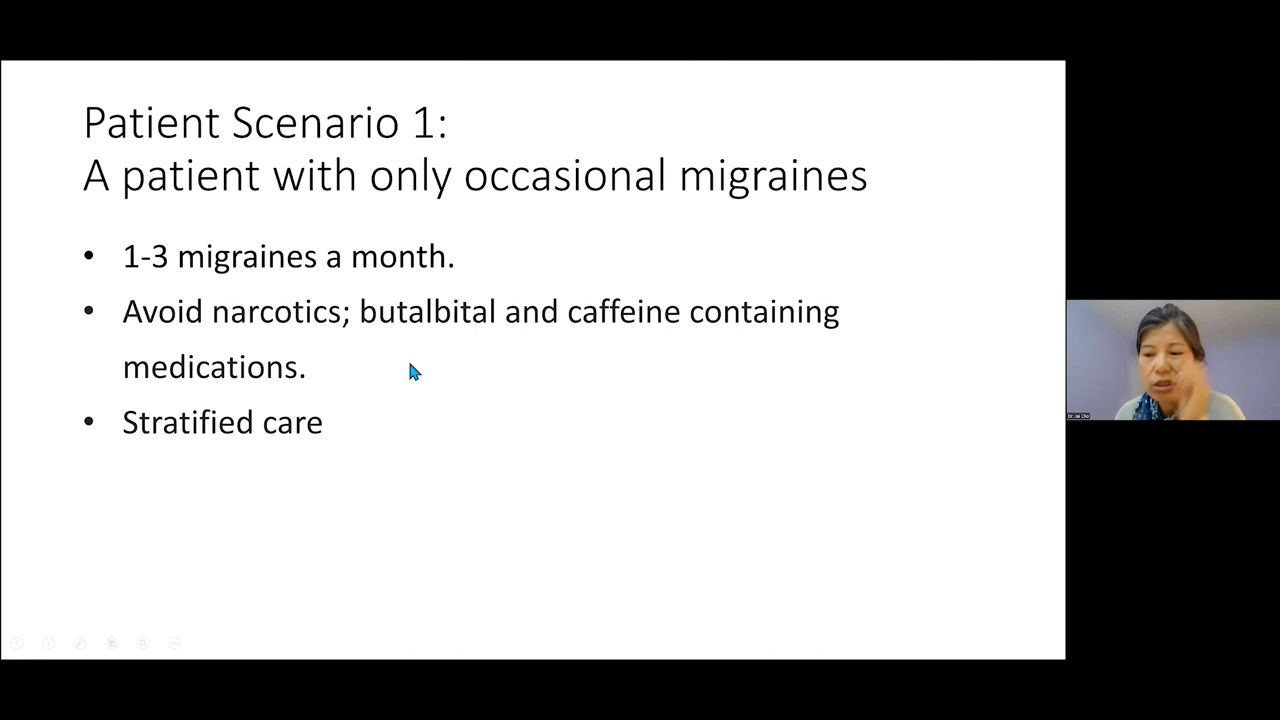 Patient Scenario 1:
A patient with only occasional migraines
• 1-3 migraines a month.
• Avoid narcotics; butalbital and caffeine containing
medications.
• Stratified care